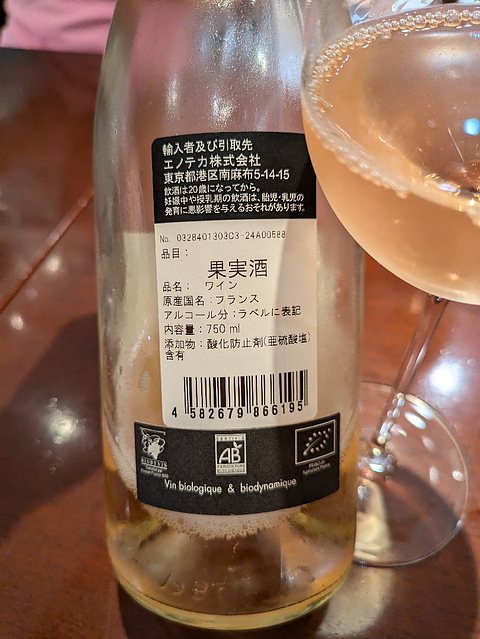 輸入者及び引取先
エノテカ株式会社
東京都港区南麻布5-14-15
飲酒は20歳になってから。
妊娠中や授乳期の飲酒は、胎児・乳児の
発育に悪影響を与えるおそれがあります。
No. 0328401303C3-24A00588
品目：
果実酒
品名： ワイン
原産国名：フランス
アルコール分：ラベルに表記
内容量：750 ml
添加物：酸化防止剤(亜硫酸塩)
含有
4 582679 866195
BIODYVIN
AB
AGRICULTURE
BIOLOGIQUE
Vin biologique & biodynamique